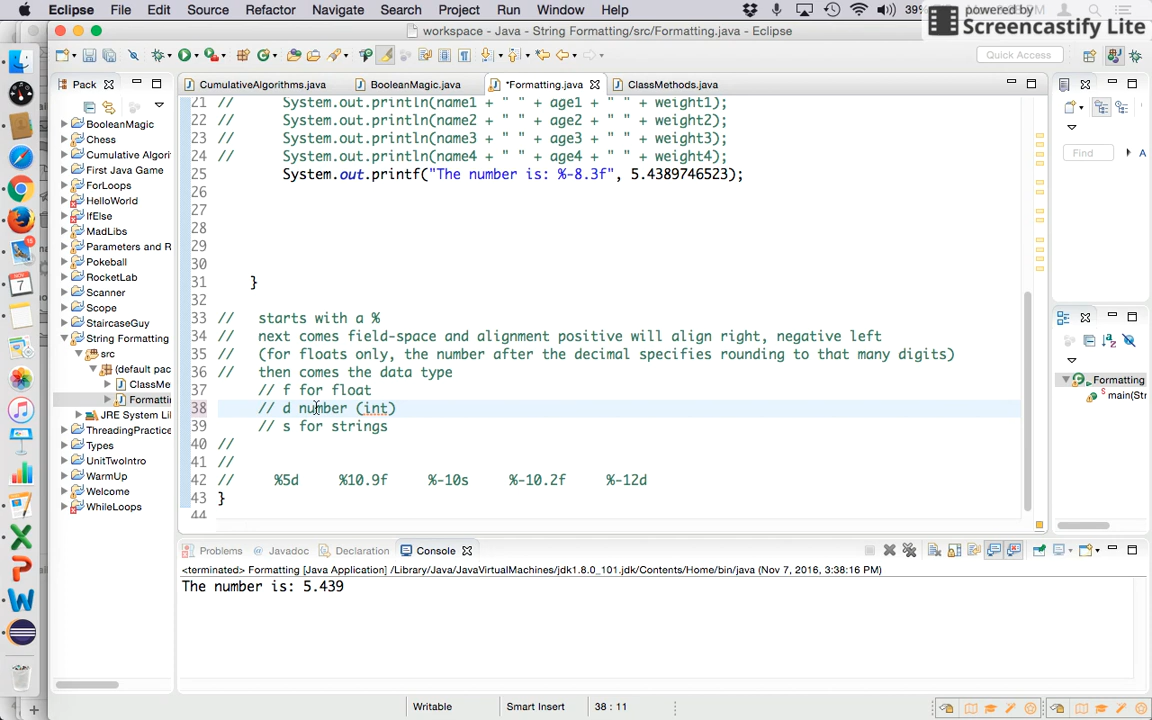 Eclipse File Edit Source Refactor Navigate Search Project Run Window Help 39%
powered by
Screencastify Lite
workspace - Java - String Formatting/src/Formatting.java - Eclipse
Quick Access
Pack
CumulativeAlgorithms.java BooleanMagic.java *Formatting.java ClassMethods.java
BooleanMagic
Chess
Cumulative Algori
First Java Game
ForLoops
HelloWorld
IfElse
MadLibs
Parameters and R
Pokeball
RocketLab
Scanner
Scope
StaircaseGuy
String Formatting
src
(default pac
ClassMe
Formatti
JRE System Li
ThreadingPractice
Types
UnitTwoIntro
WarmUp
Welcome
WhileLoops
21 // System.out.println(name1 + " " + age1 + " " + weight1);
22 // System.out.println(name2 + " " + age2 + " " + weight2);
23 // System.out.println(name3 + " " + age3 + " " + weight3);
24 // System.out.println(name4 + " " + age4 + " " + weight4);
25 System.out.printf("The number is: %-8.3f", 5.4389746523);
26
27
28
29
30
31 }
32
33 // starts with a %
34 // next comes field-space and alignment positive will align right, negative left
35 // (for floats only, the number after the decimal specifies rounding to that many digits)
36 // then comes the data type
37 // f for float
38 // d number (int)
39 // s for strings
40 //
41 //
42 // %5d %10.9f %-10s %-10.2f %-12d
43 }
44
Find A
Formatting
main(Str
Problems @ Javadoc Declaration Console
<terminated> Formatting [Java Application] /Library/Java/JavaVirtualMachines/jdk1.8.0_101.jdk/Contents/Home/bin/java (Nov 7, 2016, 3:38:16 PM)
The number is: 5.439
Writable Smart Insert 38 : 11